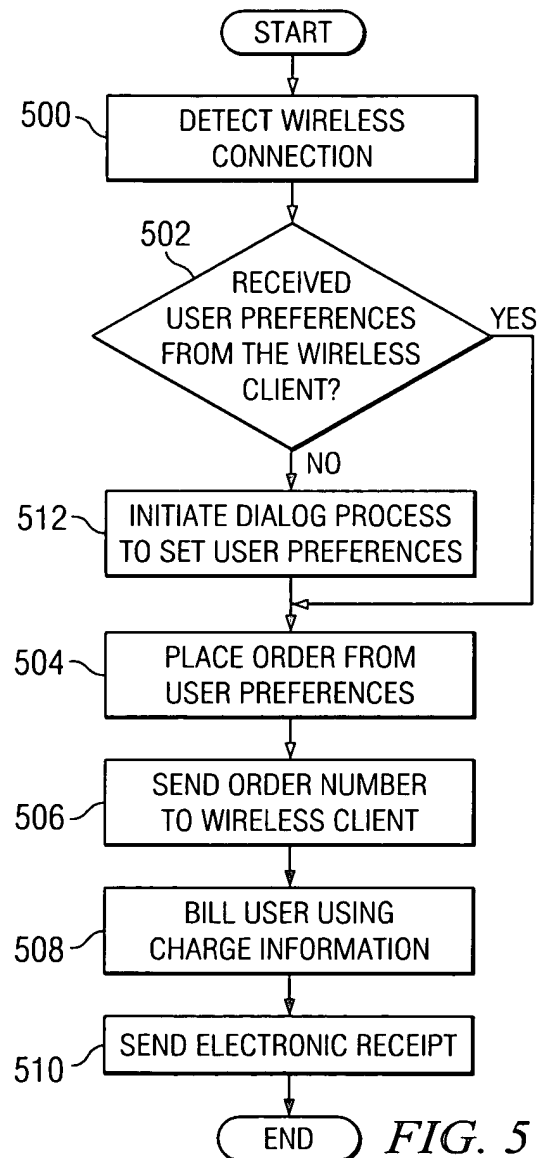 START
500
DETECT WIRELESS
CONNECTION
502
RECEIVED
USER PREFERENCES
FROM THE WIRELESS
CLIENT?
YES
NO
512
INITIATE DIALOG PROCESS
TO SET USER PREFERENCES
504
PLACE ORDER FROM
USER PREFERENCES
506
SEND ORDER NUMBER
TO WIRELESS CLIENT
508
BILL USER USING
CHARGE INFORMATION
510
SEND ELECTRONIC RECEIPT
END
FIG. 5